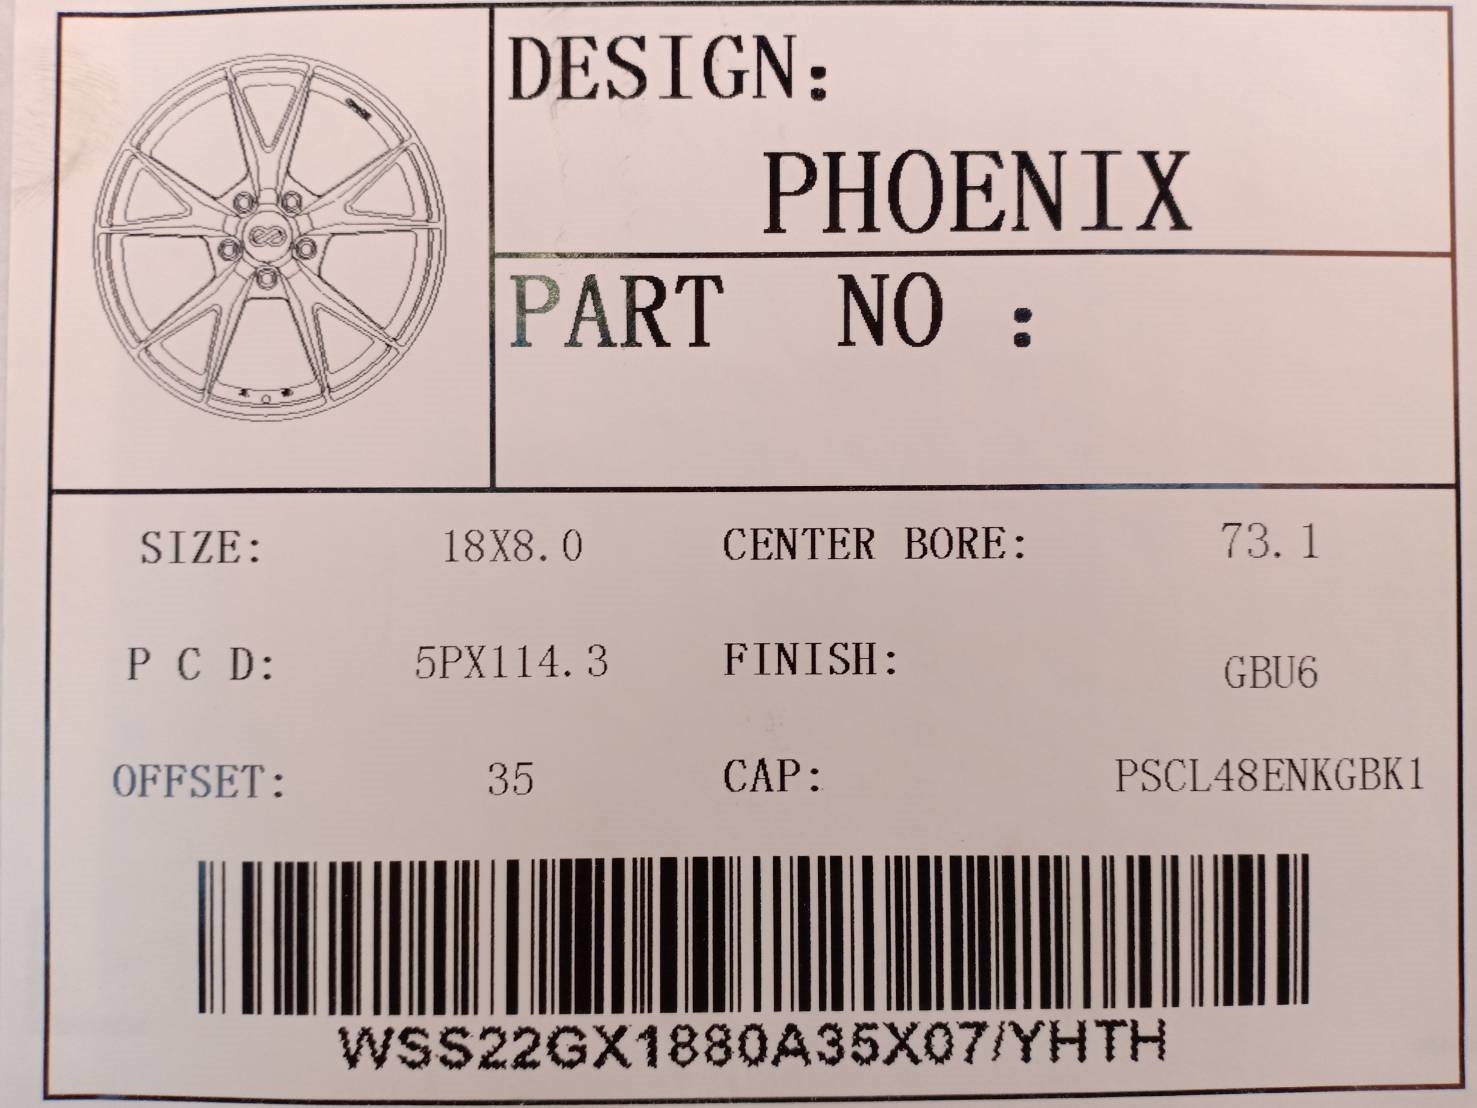 DESIGN:
PHOENIX
PART NO :
SIZE: 18X8.0 CENTER BORE: 73.1
P C D: 5PX114.3 FINISH: GBU6
OFFSET: 35 CAP: PSCL48ENKGBK1
WSS22GX1880A35X07/YHTH